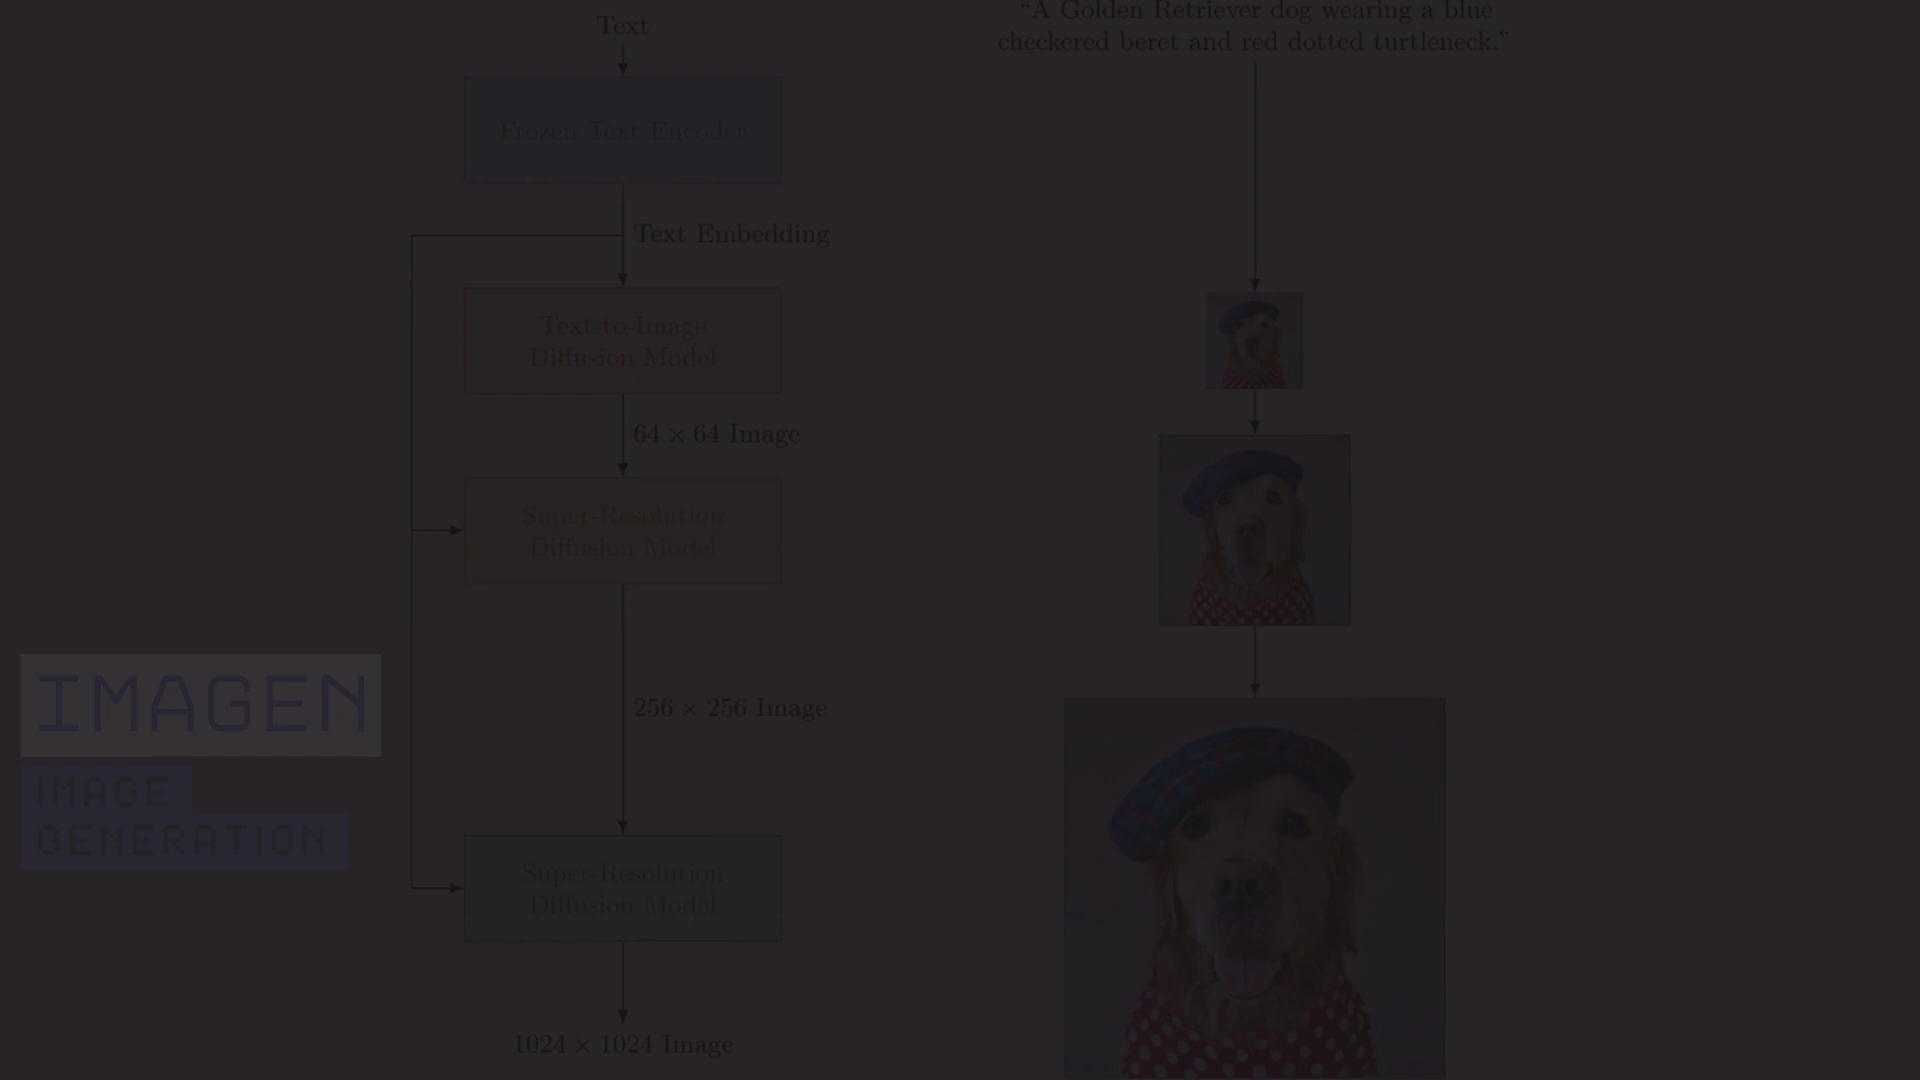 Text
Frozen Text Encoder
Text Embedding
Text-to-Image
Diffusion Model
64 × 64 Image
Super-Resolution
Diffusion Model
256 × 256 Image
Super-Resolution
Diffusion Model
1024 × 1024 Image
“A Golden Retriever dog wearing a blue
checkered beret and red dotted turtleneck.”
IMAGEN
IMAGE
GENERATION